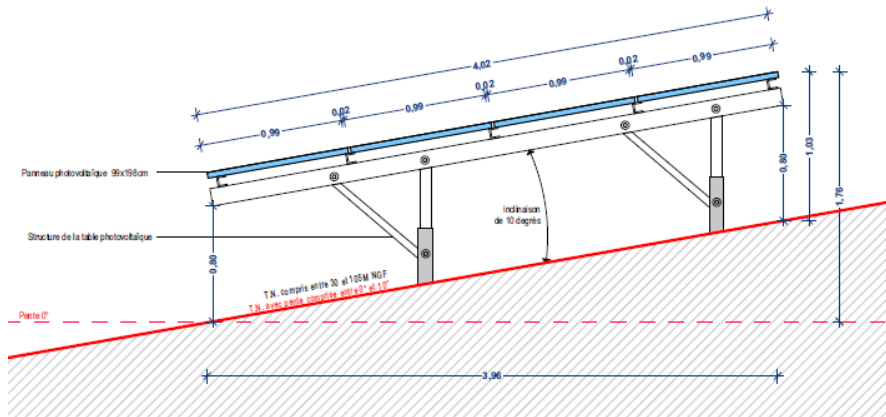 4,02
0,99
0,02
0,99
0,02
0,99
0,02
0,99
Panneau photovoltaïque 99x198cm
Structure de la table photovoltaïque
inclinaison
de 10 degrés
0,80
1,03
1,76
0,80
T.N. compris entre 30 et 105M NGF
T.N. avec pente comprise entre 0° et 10°
Pente 0°
3,96